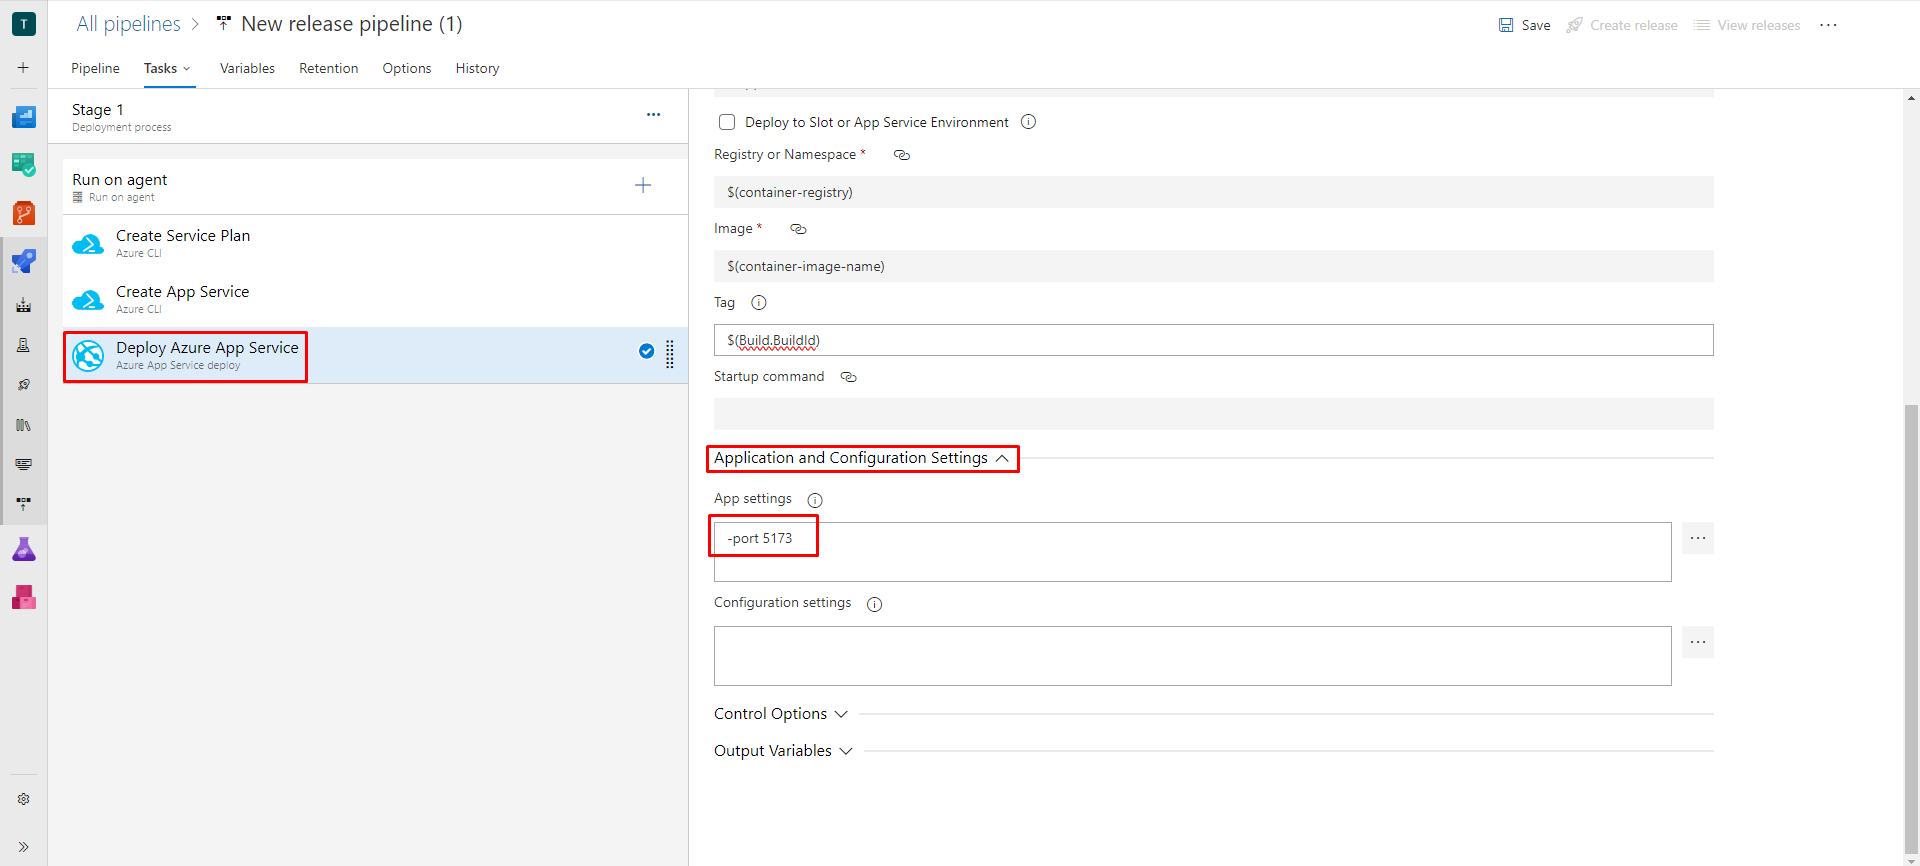 T
All pipelines
New release pipeline (1)
Save
Create release
View releases
Pipeline
Tasks
Variables
Retention
Options
History
Stage 1
Deployment process
Run on agent
Run on agent
Create Service Plan
Azure CLI
Create App Service
Azure CLI
Deploy Azure App Service
Azure App Service deploy
Deploy to Slot or App Service Environment
Registry or Namespace *
$(container-registry)
Image *
$(container-image-name)
Tag
$(Build.BuildId)
Startup command
Application and Configuration Settings
App settings
-port 5173
Configuration settings
Control Options
Output Variables